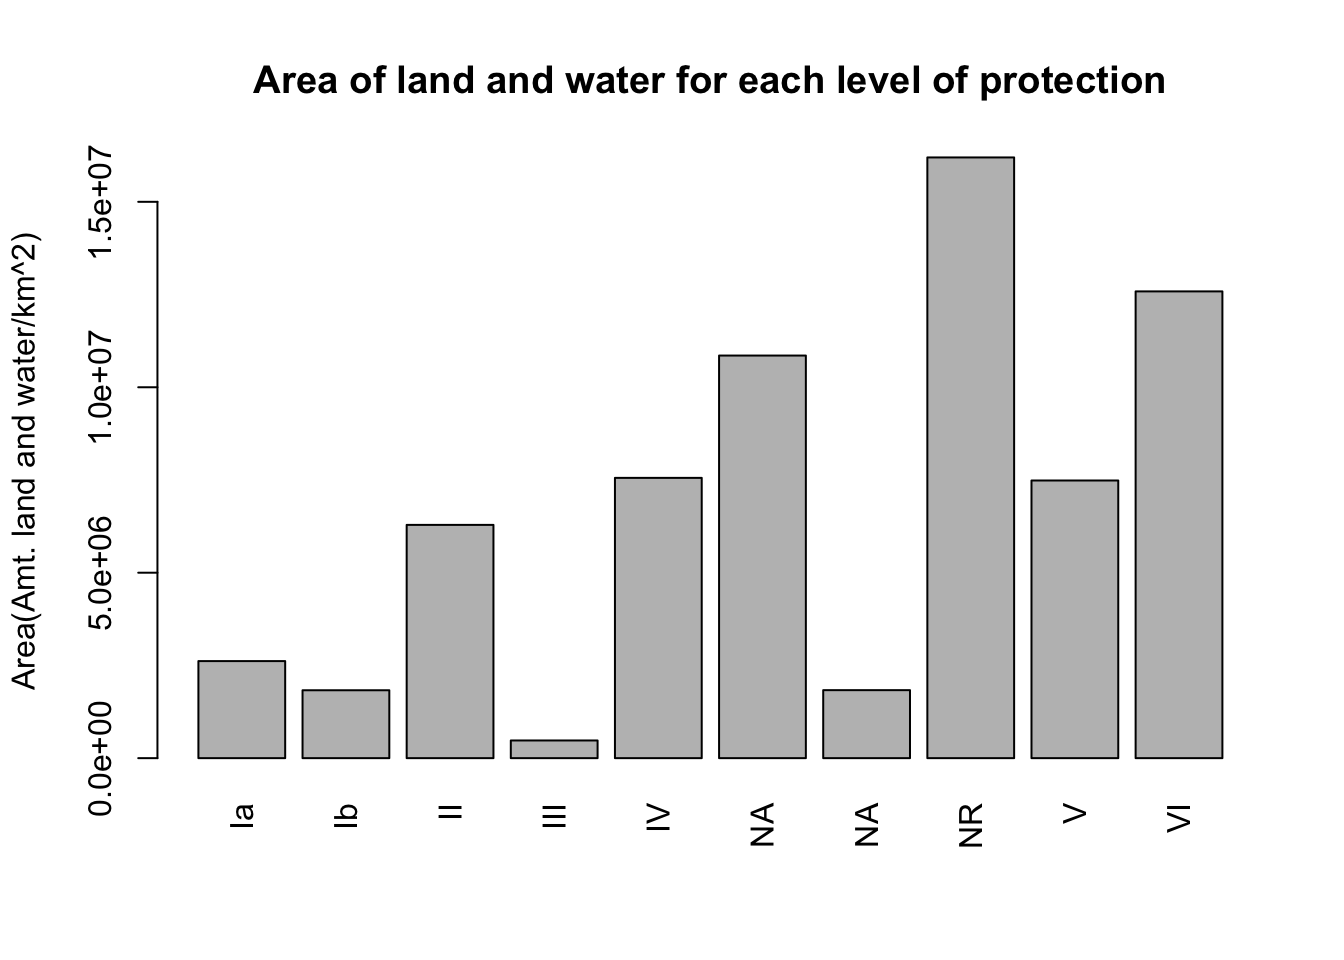 Area of land and water for each level of protection
Area(Amt. land and water/km^2)
1.5e+07
1.0e+07
5.0e+06
0.0e+00
Ia
Ib
II
III
IV
NA
NA
NR
V
VI